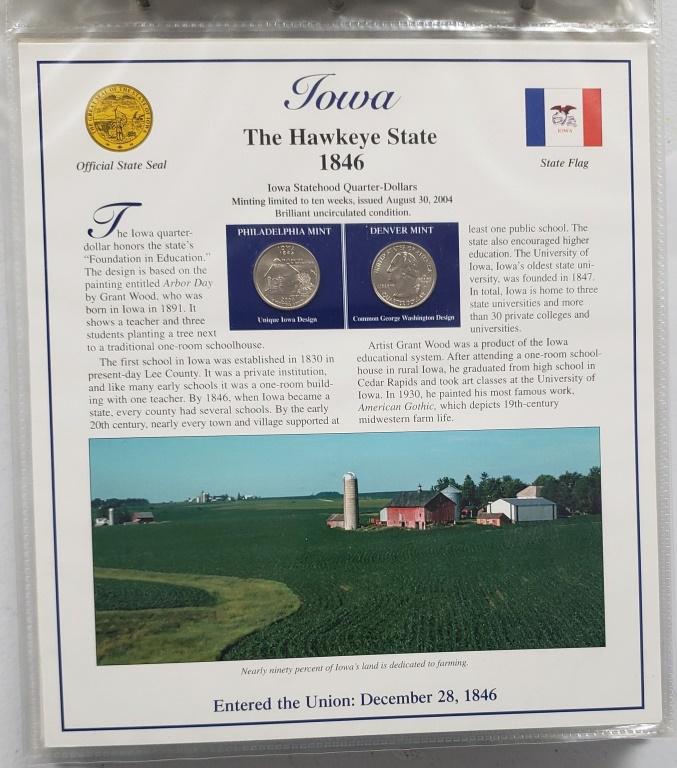 Iowa
The Hawkeye State
1846
Official State Seal
IOWA
State Flag
Iowa Statehood Quarter-Dollars
Minting limited to ten weeks, issued August 30, 2004
Brilliant uncirculated condition.
The Iowa quarter-
dollar honors the state's
"Foundation in Education."
The design is based on the
painting entitled Arbor Day
by Grant Wood, who was
born in Iowa in 1891. It
shows a teacher and three
students planting a tree next
to a traditional one-room schoolhouse.
The first school in Iowa was established in 1830 in
present-day Lee County. It was a private institution,
and like many early schools it was a one-room build-
ing with one teacher. By 1846, when Iowa became a
state, every county had several schools. By the early
20th century, nearly every town and village supported at
PHILADELPHIA MINT
IOWA
1846
Unique Iowa Design
DENVER MINT
Common George Washington Design
least one public school. The
state also encouraged higher
education. The University of
Iowa, Iowa's oldest state uni-
versity, was founded in 1847.
In total, Iowa is home to three
state universities and more
than 30 private colleges and
universities.
Artist Grant Wood was a product of the Iowa
educational system. After attending a one-room school-
house in rural Iowa, he graduated from high school in
Cedar Rapids and took art classes at the University of
Iowa. In 1930, he painted his most famous work,
American Gothic, which depicts 19th-century
midwestern farm life.
Nearly ninety percent of Iowa's land is dedicated to farming.
Entered the Union: December 28, 1846